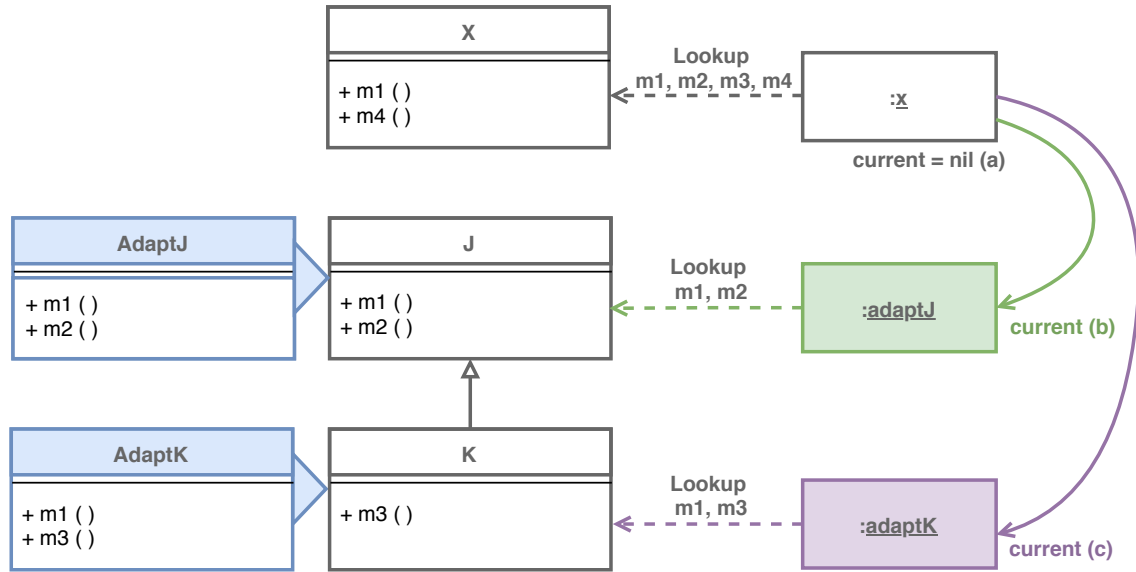 X
+ m1 ( )
+ m4 ( )
Lookup
m1, m2, m3, m4
:x
current = nil (a)
AdaptJ
+ m1 ( )
+ m2 ( )
J
+ m1 ( )
+ m2 ( )
Lookup
m1, m2
:adaptJ
current (b)
AdaptK
+ m1 ( )
+ m3 ( )
K
+ m3 ( )
Lookup
m1, m3
:adaptK
current (c)